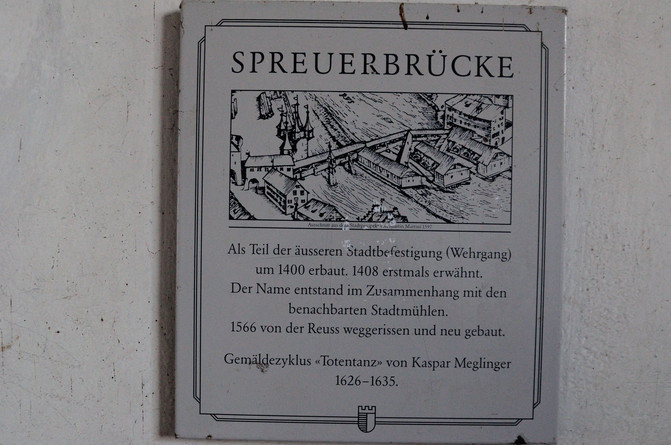 SPREUERBRÜCKE
Als Teil der äusseren Stadtbefestigung (Wehrgang)
um 1400 erbaut. 1408 erstmals erwähnt.
Der Name entstand im Zusammenhang mit den
benachbarten Stadtmühlen.
1566 von der Reuss weggerissen und neu gebaut.
Gemäldezyklus «Totentanz» von Kaspar Meglinger
1626–1635.